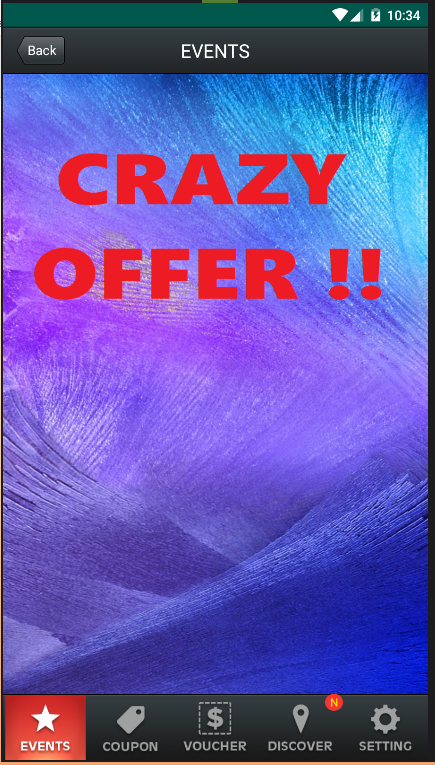 10:34
Back
EVENTS
CRAZY
OFFER !!
N
$
EVENTS
COUPON
VOUCHER
DISCOVER
SETTING